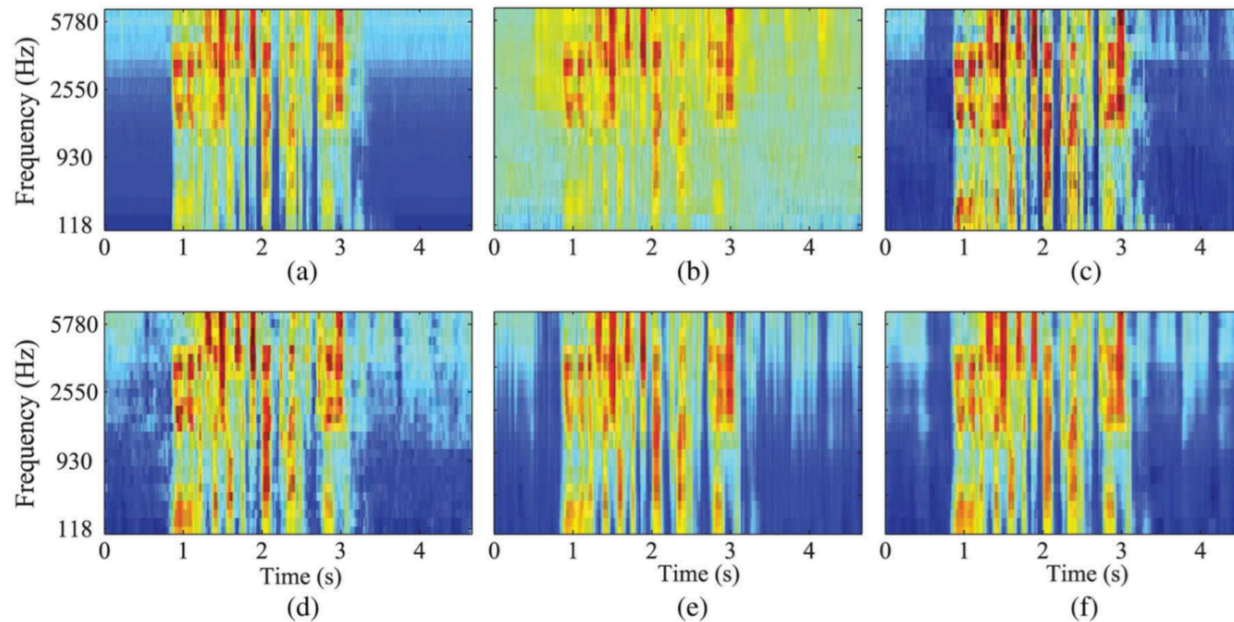 Frequency (Hz)
5780
2550
930
118
0 1 2 3 4
0 1 2 3 4
0 1 2 3 4
(a)
(b)
(c)
Frequency (Hz)
5780
2550
930
118
0 1 2 3 4
0 1 2 3 4
0 1 2 3 4
Time (s)
Time (s)
Time (s)
(d)
(e)
(f)